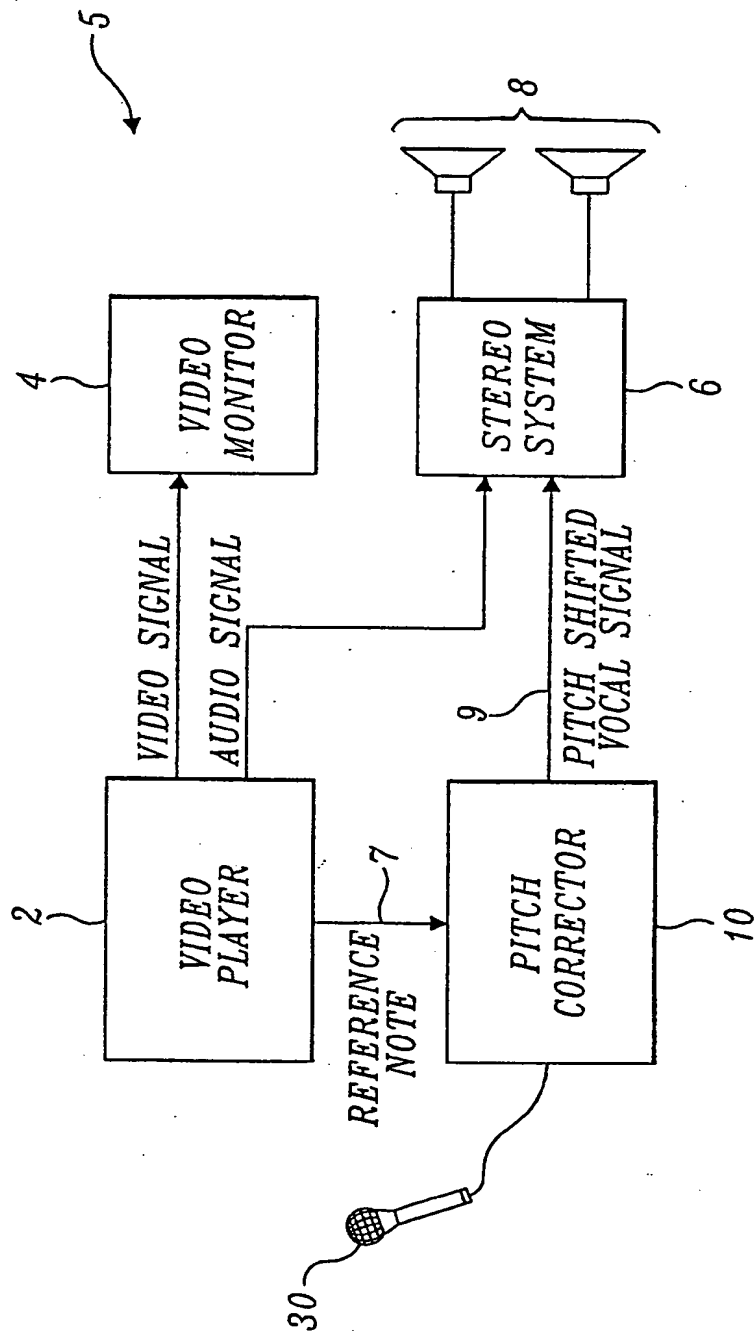 5
2
VIDEO
PLAYER
VIDEO SIGNAL
AUDIO SIGNAL
4
VIDEO
MONITOR
REFERENCE
NOTE
7
30
PITCH
CORRECTOR
10
9
PITCH SHIFTED
VOCAL SIGNAL
STEREO
SYSTEM
6
8